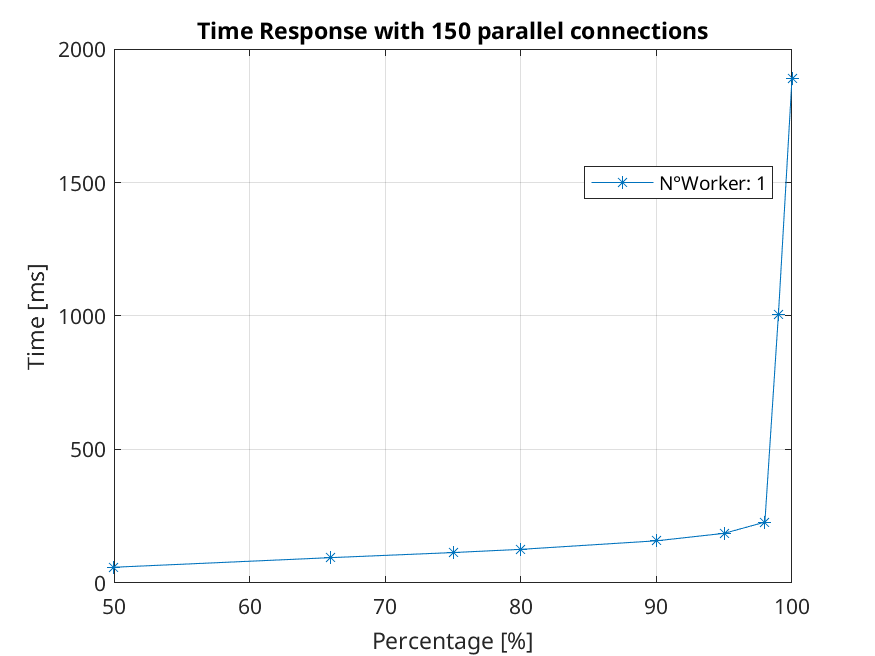 Time Response with 150 parallel connections
2000
1500
1000
500
0
Time [ms]
N°Worker: 1
50 60 70 80 90 100
Percentage [%]